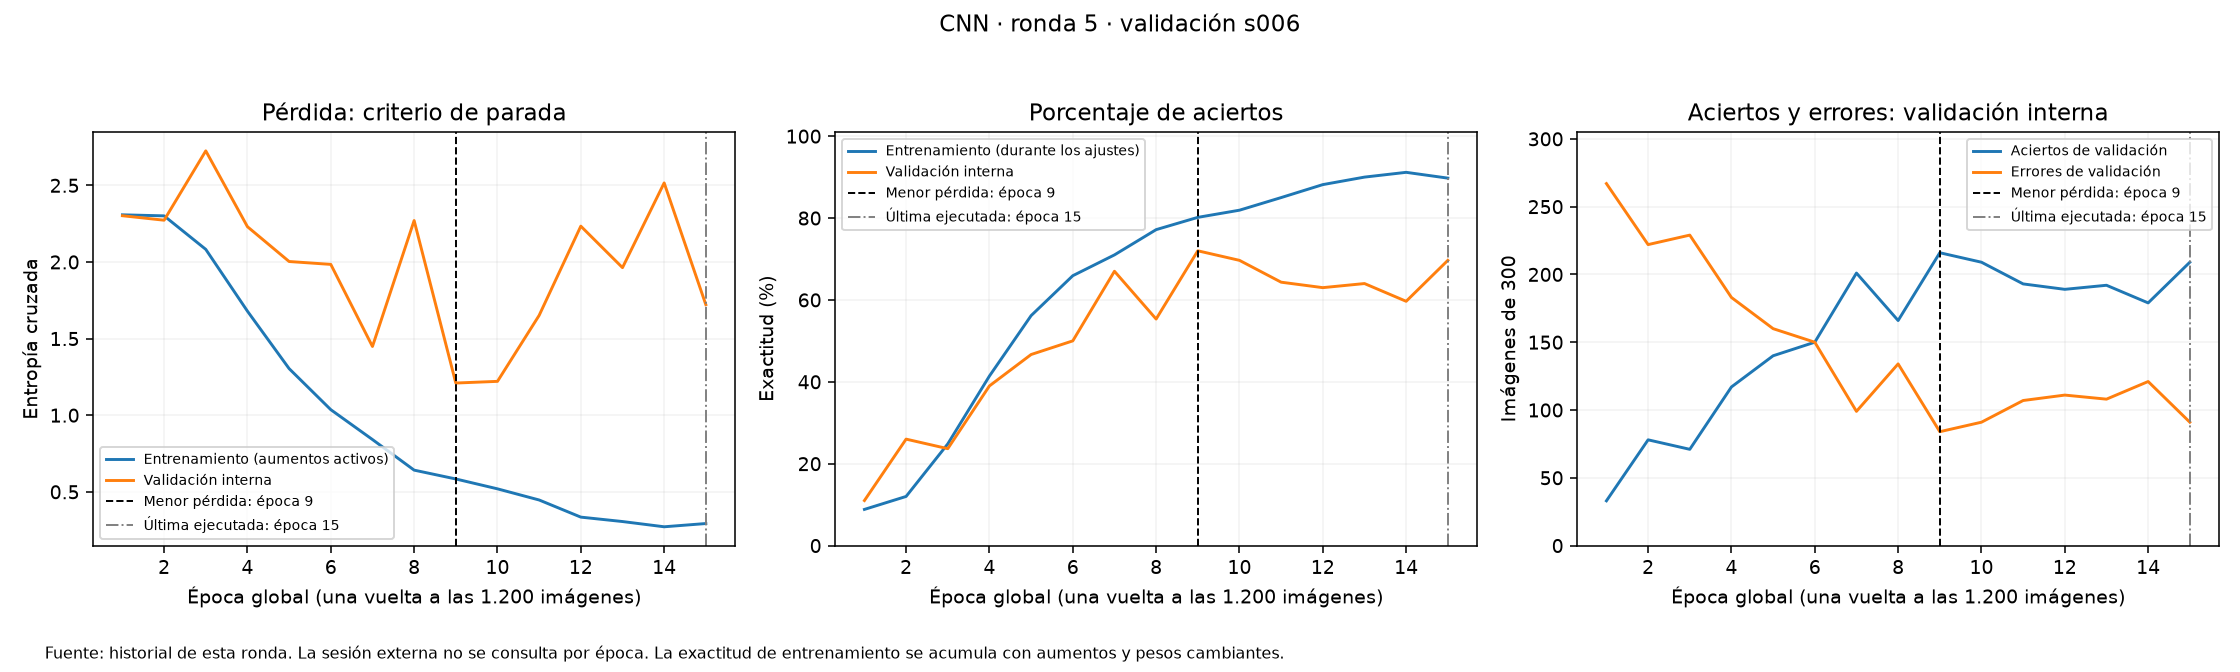 CNN · ronda 5 · validación s006
Pérdida: criterio de parada
Entropía cruzada
2.5
2.0
1.5
1.0
0.5
Entrenamiento (aumentos activos)
Validación interna
Menor pérdida: época 9
Última ejecutada: época 15
2 4 6 8 10 12 14
Época global (una vuelta a las 1.200 imágenes)
Porcentaje de aciertos
Exactitud (%)
100
80
60
40
20
0
Entrenamiento (durante los ajustes)
Validación interna
Menor pérdida: época 9
Última ejecutada: época 15
2 4 6 8 10 12 14
Época global (una vuelta a las 1.200 imágenes)
Aciertos y errores: validación interna
Imágenes de 300
300
250
200
150
100
50
0
Aciertos de validación
Errores de validación
Menor pérdida: época 9
Última ejecutada: época 15
2 4 6 8 10 12 14
Época global (una vuelta a las 1.200 imágenes)
Fuente: historial de esta ronda. La sesión externa no se consulta por época. La exactitud de entrenamiento se acumula con aumentos y pesos cambiantes.